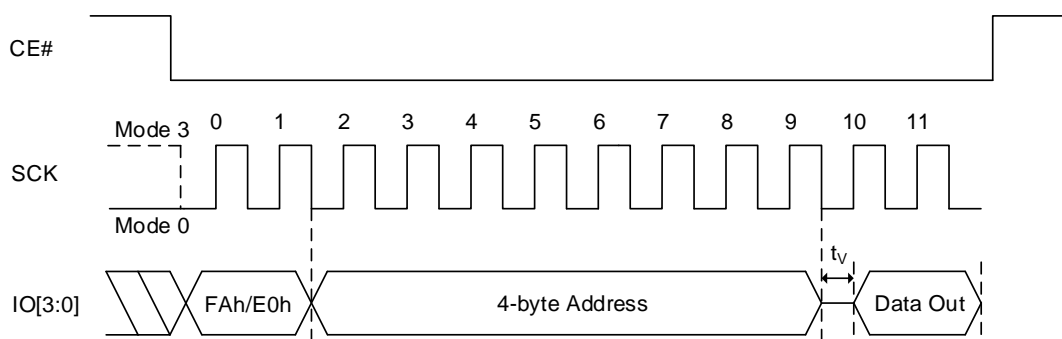 CE#
Mode 3
0 1 2 3 4 5 6 7 8 9 10 11
SCK
Mode 0
tV
IO[3:0]
FAh/E0h
4-byte Address
Data Out